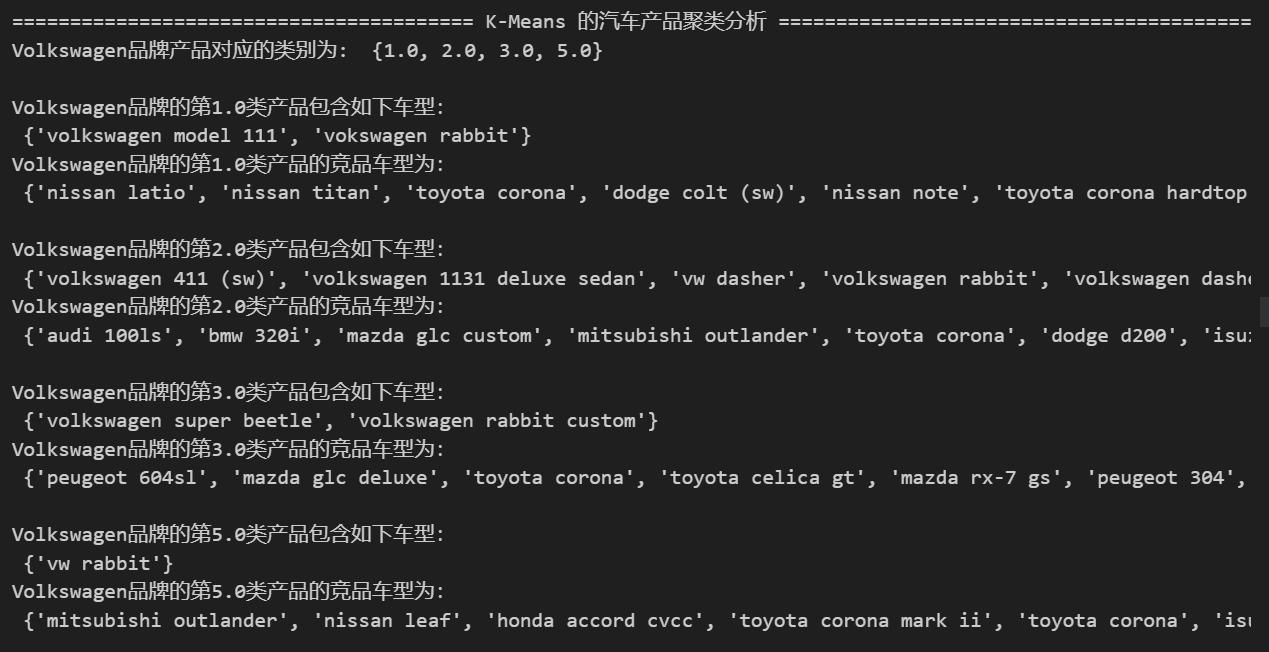 ======================================== K-Means 的汽车产品聚类分析 =========================================
Volkswagen品牌产品对应的类别为:  {1.0, 2.0, 3.0, 5.0}
Volkswagen品牌的第1.0类产品包含如下车型:
{'volkswagen model 111', 'vokswagen rabbit'}
Volkswagen品牌的第1.0类产品的竞品车型为:
{'nissan latio', 'nissan titan', 'toyota corona', 'dodge colt (sw)', 'nissan note', 'toyota corona hardtop
Volkswagen品牌的第2.0类产品包含如下车型:
{'volkswagen 411 (sw)', 'volkswagen 1131 deluxe sedan', 'vw dasher', 'volkswagen rabbit', 'volkswagen
Volkswagen品牌的第2.0类产品的竞品车型为:
{'audi 100ls', 'bmw 320i', 'mazda glc custom', 'mitsubishi outlander', 'toyota corona', 'dodge d200',
Volkswagen品牌的第3.0类产品包含如下车型:
{'volkswagen super beetle', 'volkswagen rabbit custom'}
Volkswagen品牌的第3.0类产品的竞品车型为:
{'peugeot 604sl', 'mazda glc deluxe', 'toyota corona', 'toyota celica gt', 'mazda rx-7 gs', 'peugeot 304',
Volkswagen品牌的第5.0类产品包含如下车型:
{'vw rabbit'}
Volkswagen品牌的第5.0类产品的竞品车型为:
{'mitsubishi outlander', 'nissan leaf', 'honda accord cvcc', 'toyota corona mark ii', 'toyota corona',